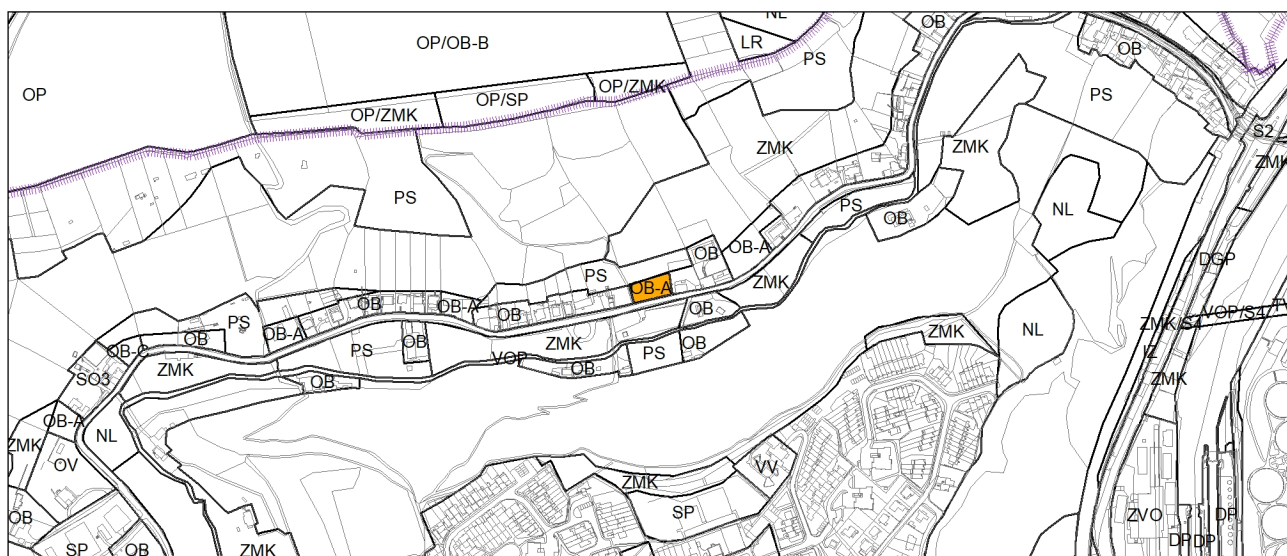 NL
OB
OP/OB-B
LR
OB
PS
OP
OP/ZMK
PS
OP/SP
OP/ZMK
S2
ZMK
ZMK
ZMK
PS
PS
NL
OB
OB-A
OB
DGP
PS
ZMK
OB-A
OB
OB-A
OB
OB
VOP/S4
ZMK/S4
PS
OB-A
ZMK
ZMK
NL
OB
OB-C
PS
OB
PS
OB
IZ
VOP
ZMK
OB
ZMK
SO3
OB
OB-A
ZMK
NL
OV
VV
ZMK
OB
SP
ZVO
DP
SP
OB
ZMK
DP
DP